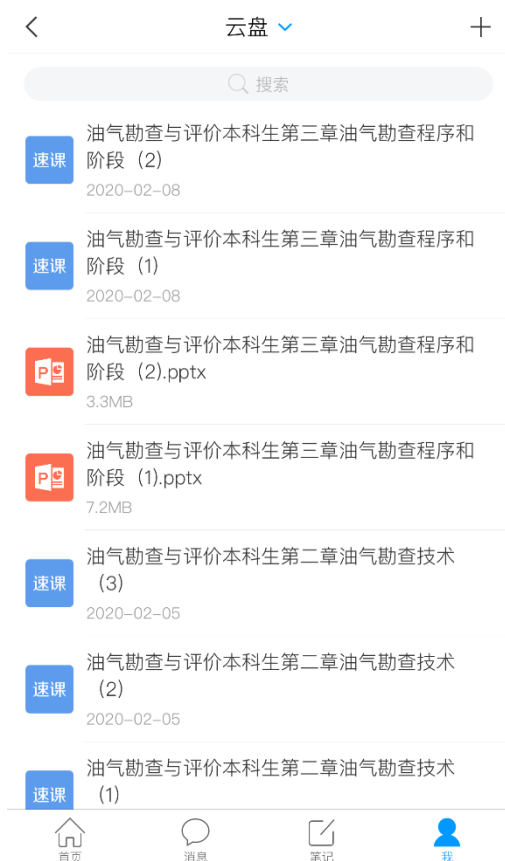 云盘
搜索
油气勘查与评价本科生第三章油气勘查程序和
阶段（2）
速课
2020-02-08
油气勘查与评价本科生第三章油气勘查程序和
阶段（1）
速课
2020-02-08
油气勘查与评价本科生第三章油气勘查程序和
阶段（2）.pptx
P
3.3MB
油气勘查与评价本科生第三章油气勘查程序和
阶段（1).pptx
P
7.2MB
油气勘查与评价本科生第二章油气勘查技术
（3）
速课
2020-02-05
油气勘查与评价本科生第二章油气勘查技术
（2）
速课
2020-02-05
油气勘查与评价本科生第二章油气勘查技术
（1）
速课
首页
消息
笔记
我